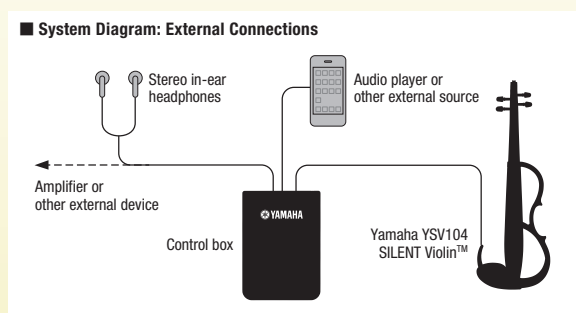 ■ System Diagram: External Connections
Stereo in-ear
headphones
Audio player or
other external source
Amplifier or
other external device
YAMAHA
Control box
Yamaha YSV104
SILENT Violin™